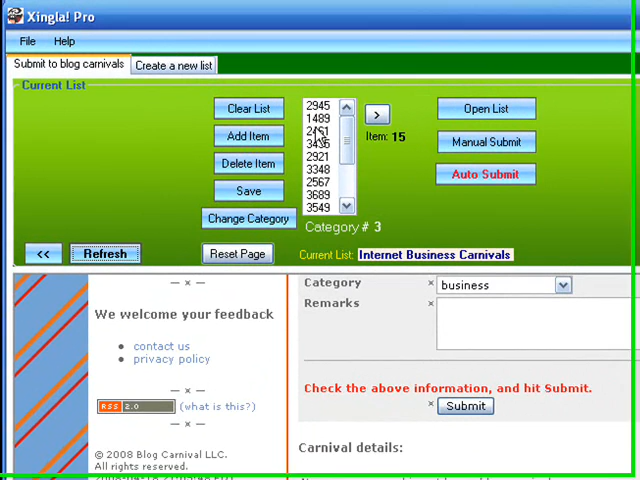 Xingla! Pro
File Help
Submit to blog carnivals Create a new list
Current List
Clear List
Add Item
Delete Item
Save
Change Category
2945
1489
2921
3348
2567
3689
3549
>
Item: 15
Category # 3
Open List
Manual Submit
Auto Submit
<< Refresh Reset Page Current List: Internet Business Carnivals
— × —
We welcome your feedback
contact us
privacy policy
— × —
RSS 2.0 (what is this?)
— × —
© 2008 Blog Carnival LLC.
All rights reserved.
Category × business
Remarks ×
Check the above information, and hit Submit.
× Submit
Carnival details: